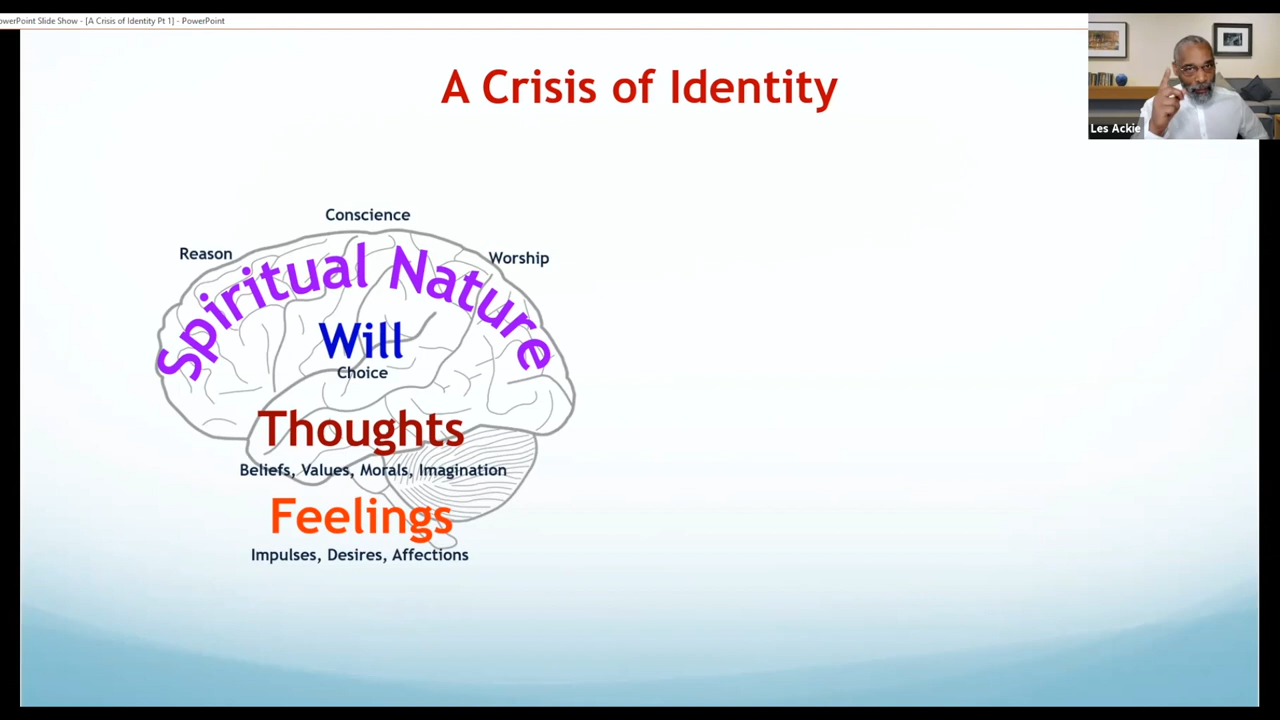 owerPoint Slide Show - [A Crisis of Identity Pt 1] - PowerPoint
A Crisis of Identity
Les Ackie
Conscience
Reason
Worship
Spiritual Nature
Will
Choice
Thoughts
Beliefs, Values, Morals, Imagination
Feelings
Impulses, Desires, Affections